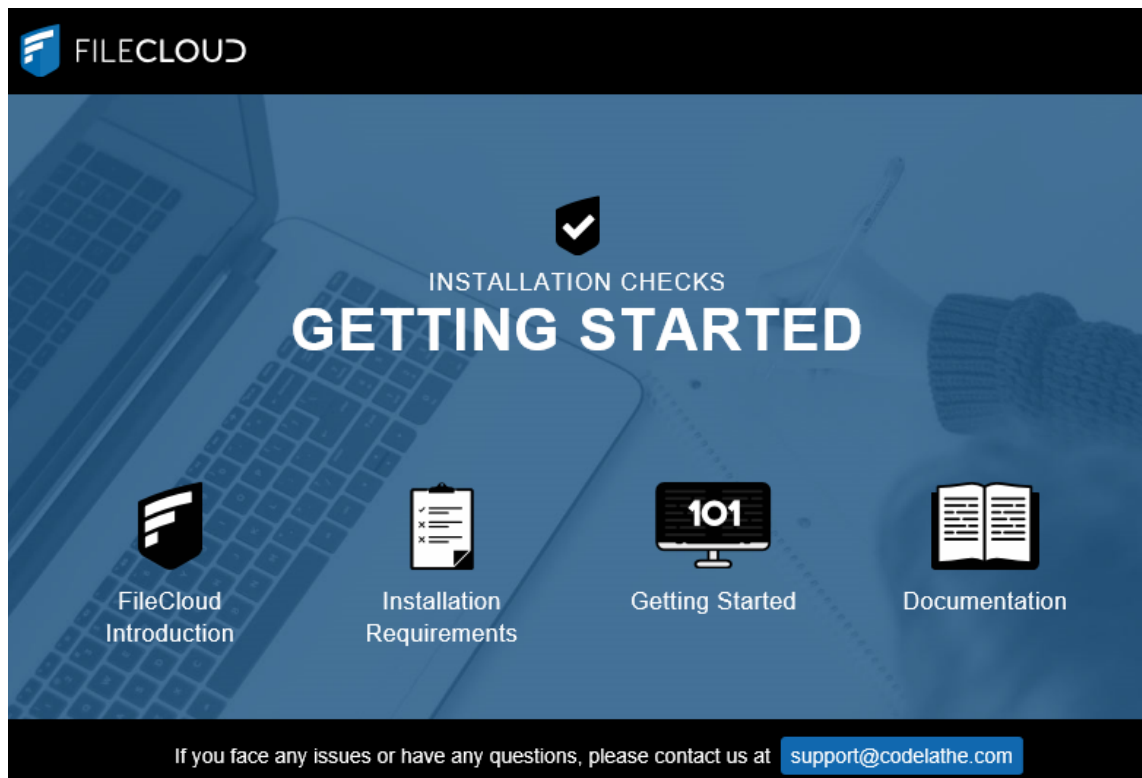 FILECLOUD
INSTALLATION CHECKS
GETTING STARTED
101
FileCloud
Introduction
Installation
Requirements
Getting Started
Documentation
If you face any issues or have any questions, please contact us at support@codelathe.com